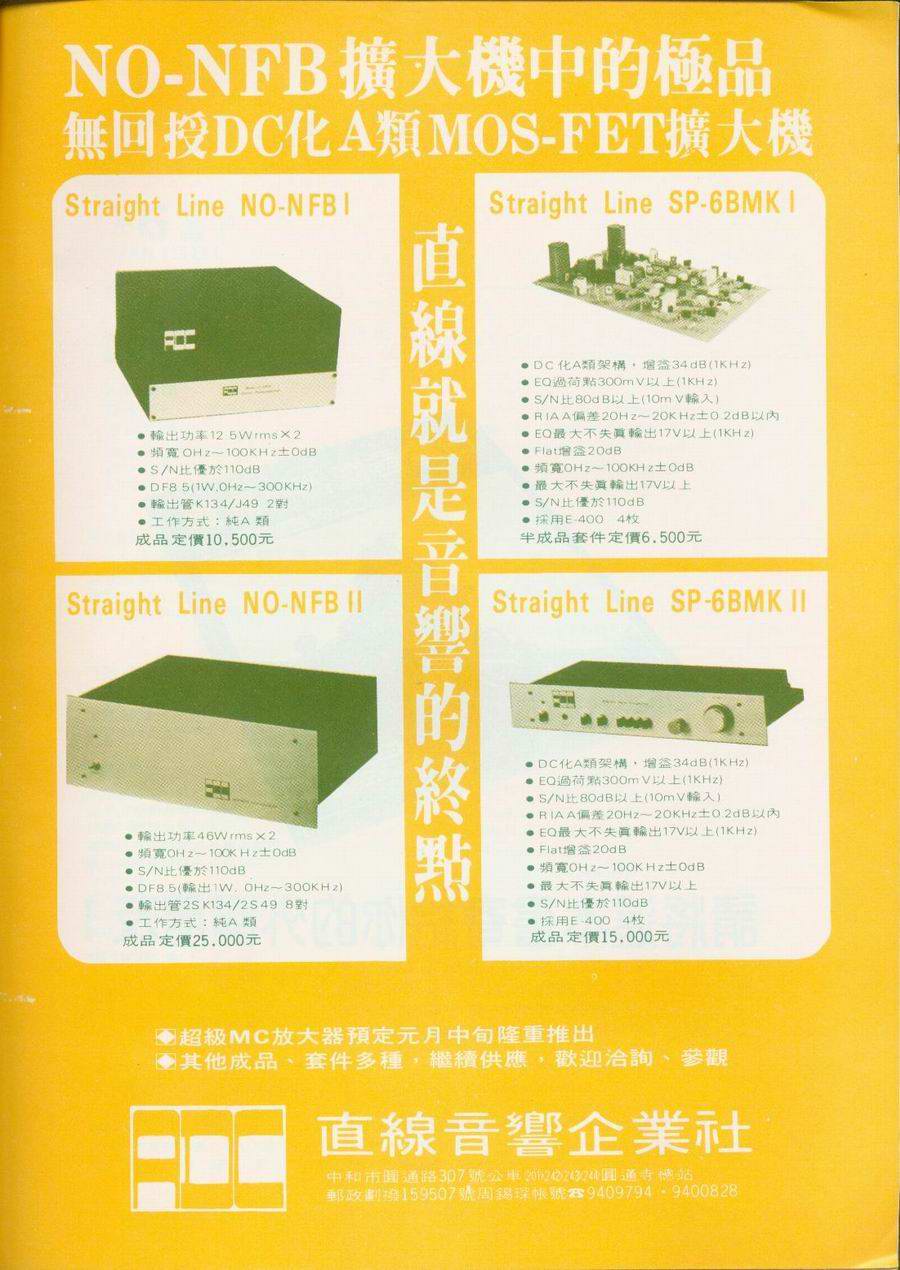 NO-NFB擴大機中的極品
無回授DC化A類MOS-FET擴大機
Straight Line NO-NFB I
● 輸出功率12.5Wrms×2
● 頻寬OHz～100KHz±0dB
● S/N比優於110dB
● DF8.5(1W,0Hz～300KHz)
● 輸出管K134/J49 2對
● 工作方式：純A類
成品定價10,500元
Straight Line SP-6BMK I
● DC化A類架構，增益34dB(1KHz)
● EQ過荷點300mV以上(1KHz)
● S/N比80dB以上(10mV輸入)
● RIAA偏差20Hz～20KHz±0.2dB以內
● EQ最大不失真輸出17V以上(1KHz)
● Flat增益20dB
● 頻寬0Hz～100KHz±0dB
● 最大不失真輸出17V以上
● S/N比優於110dB
● 採用E-400 4枚
半成品套件定價6,500元
直線就是音響的終點
Straight Line NO-NFB II
● 輸出功率46Wrms×2
● 頻寬0Hz～100KHz±0dB
● S/N比優於110dB
● DF8.5(輸出1W. 0Hz～300KHz)
● 輸出管2SK134/2S49 8對
● 工作方式：純A類
成品定價25,000元
Straight Line SP-6BMK II
● DC化A類架構，增益34dB(1KHz)
● EQ過荷點300mV以上(1KHz)
● S/N比80dB以上(10mV輸入)
● RIAA偏差20Hz～20KHz±0.2dB以內
● EQ最大不失真輸出17V以上(1KHz)
● Flat增益20dB
● 頻寬0Hz～100KHz±0dB
● 最大不失真輸出17V以上
● S/N比優於110dB
● 採用E-400 4枚
成品定價15,000元
◈超級MC放大器預定元月中旬隆重推出
◈其他成品、套件多種，繼續供應，歡迎洽詢、參觀
直線音響企業社
中和市圓通路307號公車201/242/243/244圓通寺總站
郵政劃撥159507號周錫琛帳號☎9409794・9400828